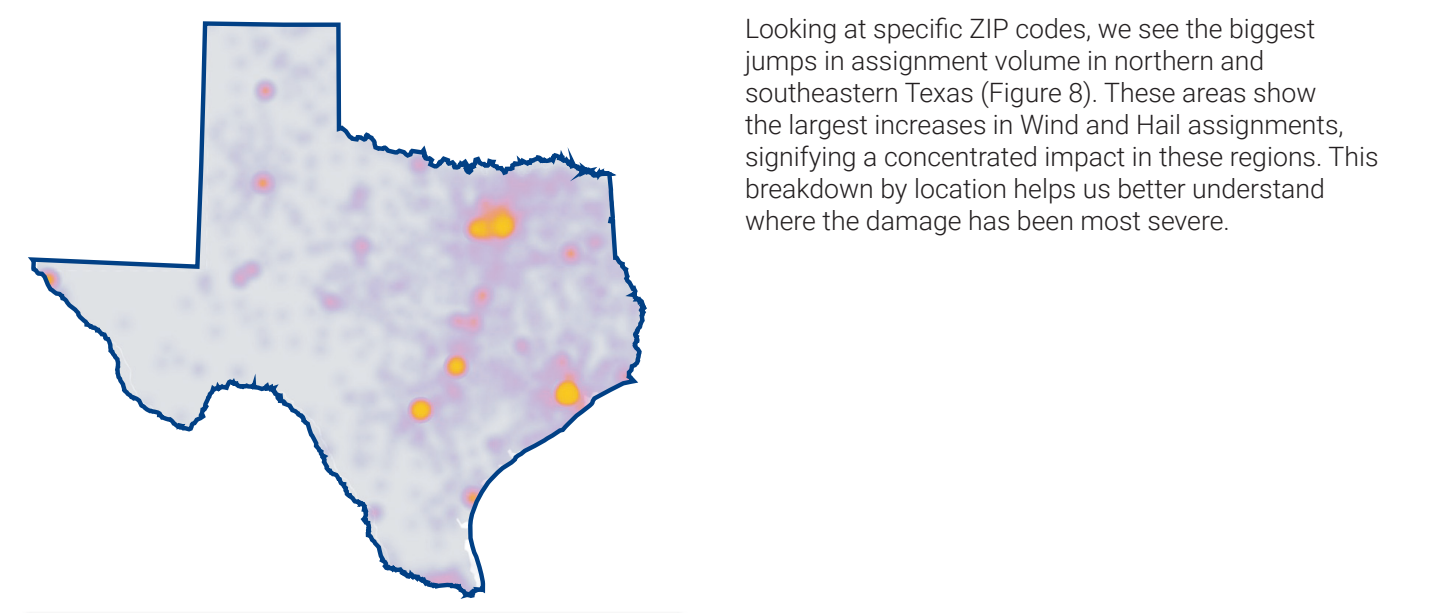 Looking at specific ZIP codes, we see the biggest
jumps in assignment volume in northern and
southeastern Texas (Figure 8). These areas show
the largest increases in Wind and Hail assignments,
signifying a concentrated impact in these regions. This
breakdown by location helps us better understand
where the damage has been most severe.